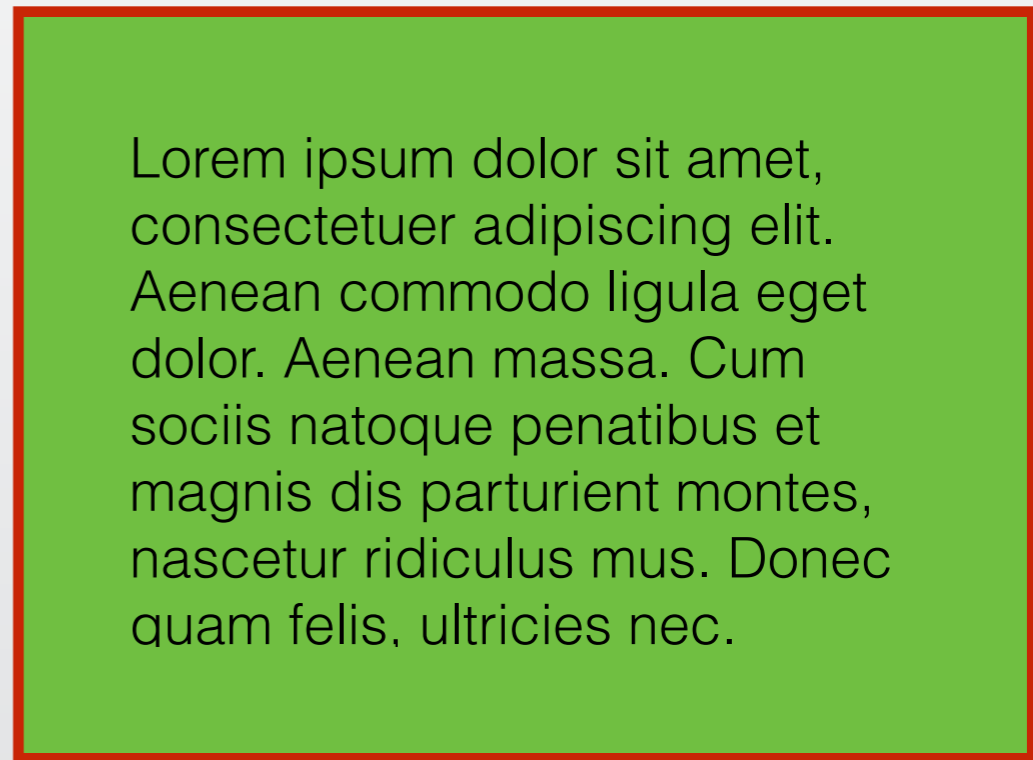 Lorem ipsum dolor sit amet,
consectetuer adipiscing elit.
Aenean commodo ligula eget
dolor. Aenean massa. Cum
sociis natoque penatibus et
magnis dis parturient montes,
nascetur ridiculus mus. Donec
quam felis, ultricies nec.